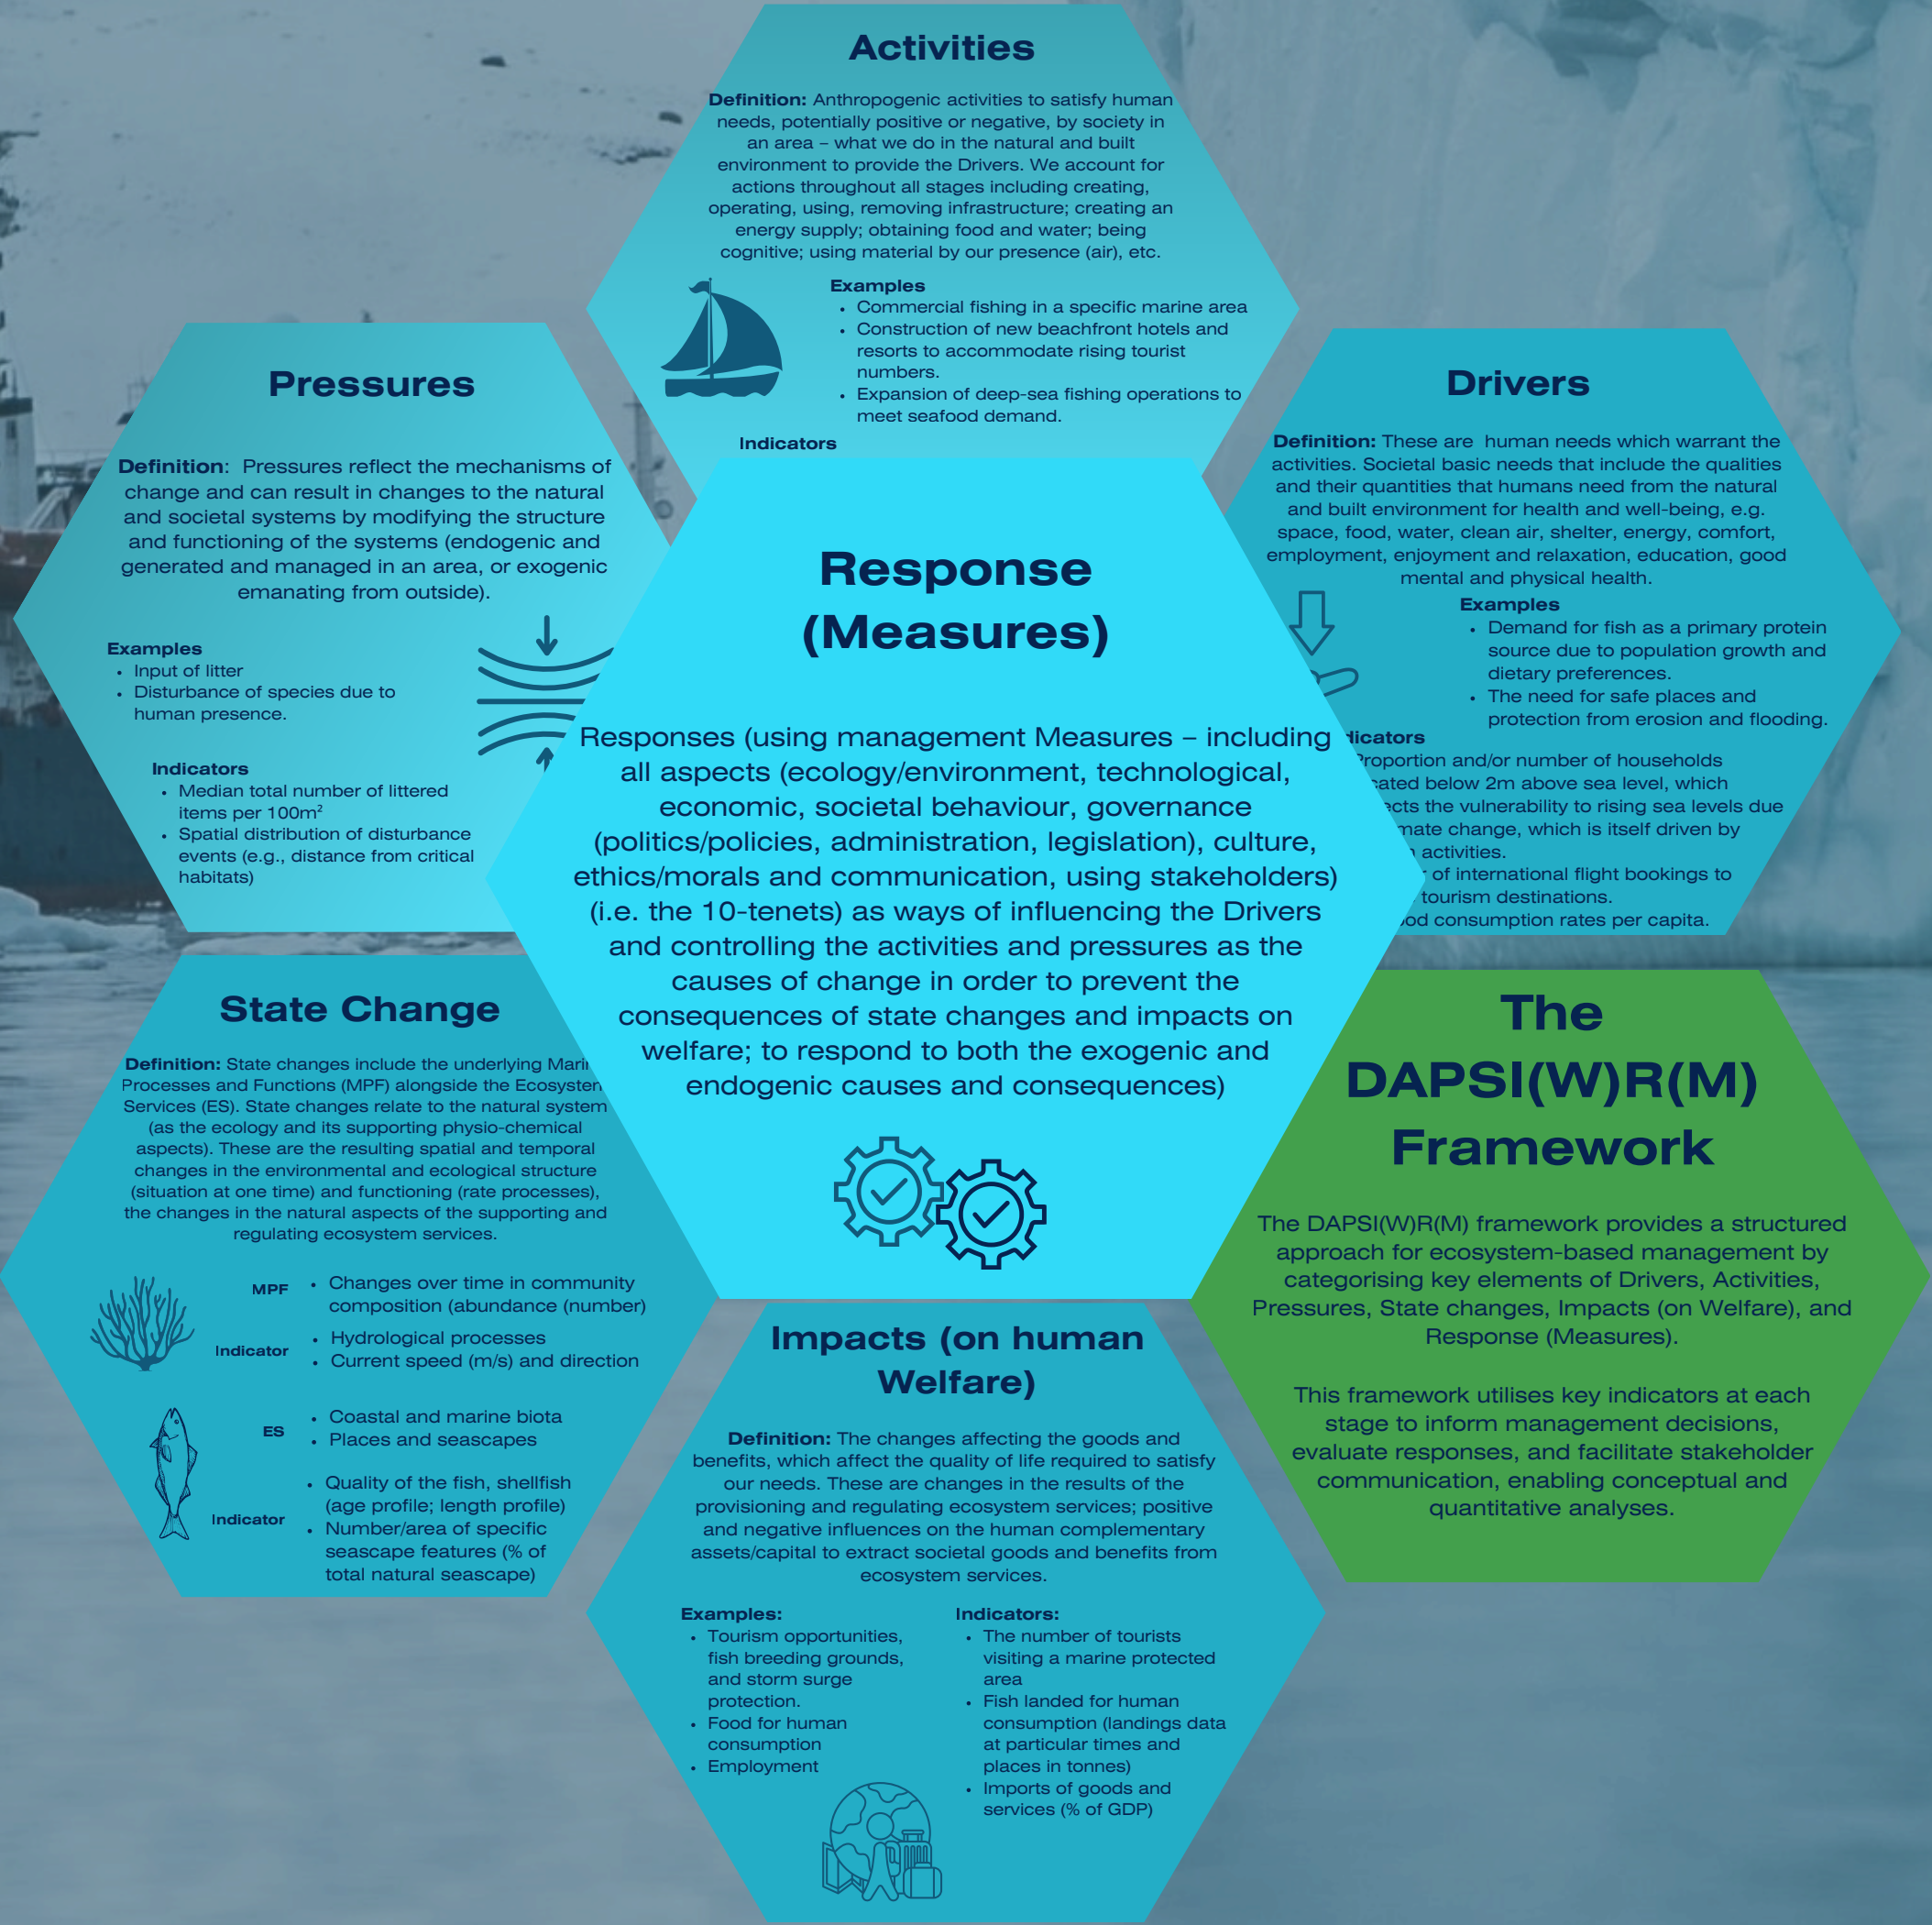 Activities
Definition: Anthropogenic activities to satisfy human
needs, potentially positive or negative, by society in
an area – what we do in the natural and built
environment to provide the Drivers. We account for
actions throughout all stages including creating,
operating, using, removing infrastructure; creating an
energy supply; obtaining food and water; being
cognitive; using material by our presence (air), etc.
Examples
• Commercial fishing in a specific marine area
• Construction of new beachfront hotels and
resorts to accommodate rising tourist
numbers.
• Expansion of deep-sea fishing operations to
meet seafood demand.
Indicators
Pressures
Definition: Pressures reflect the mechanisms of
change and can result in changes to the natural
and societal systems by modifying the structure
and functioning of the systems (endogenic and
generated and managed in an area, or exogenic
emanating from outside).
Examples
• Input of litter
• Disturbance of species due to
human presence.
Indicators
• Median total number of littered
items per 100m²
• Spatial distribution of disturbance
events (e.g., distance from critical
habitats)
Drivers
Definition: These are human needs which warrant the
activities. Societal basic needs that include the qualities
and their quantities that humans need from the natural
and built environment for health and well-being, e.g.
space, food, water, clean air, shelter, energy, comfort,
employment, enjoyment and relaxation, education, good
mental and physical health.
Examples
• Demand for fish as a primary protein
source due to population growth and
dietary preferences.
• The need for safe places and
protection from erosion and flooding.
dicators
Proportion and/or number of households
cated below 2m above sea level, which
ects the vulnerability to rising sea levels due
mate change, which is itself driven by
activities.
of international flight bookings to
tourism destinations.
od consumption rates per capita.
Response
(Measures)
Responses (using management Measures – including
all aspects (ecology/environment, technological,
economic, societal behaviour, governance
(politics/policies, administration, legislation), culture,
ethics/morals and communication, using stakeholders)
(i.e. the 10-tenets) as ways of influencing the Drivers
and controlling the activities and pressures as the
causes of change in order to prevent the
consequences of state changes and impacts on
welfare; to respond to both the exogenic and
endogenic causes and consequences)
State Change
Definition: State changes include the underlying Marin
Processes and Functions (MPF) alongside the Ecosystem
Services (ES). State changes relate to the natural system
(as the ecology and its supporting physio-chemical
aspects). These are the resulting spatial and temporal
changes in the environmental and ecological structure
(situation at one time) and functioning (rate processes),
the changes in the natural aspects of the supporting and
regulating ecosystem services.
MPF
• Changes over time in community
composition (abundance (number)
Indicator
• Hydrological processes
• Current speed (m/s) and direction
ES
• Coastal and marine biota
• Places and seascapes
Indicator
• Quality of the fish, shellfish
(age profile; length profile)
• Number/area of specific
seascape features (% of
total natural seascape)
The
DAPSI(W)R(M)
Framework
The DAPSI(W)R(M) framework provides a structured
approach for ecosystem-based management by
categorising key elements of Drivers, Activities,
Pressures, State changes, Impacts (on Welfare), and
Response (Measures).
This framework utilises key indicators at each
stage to inform management decisions,
evaluate responses, and facilitate stakeholder
communication, enabling conceptual and
quantitative analyses.
Impacts (on human
Welfare)
Definition: The changes affecting the goods and
benefits, which affect the quality of life required to satisfy
our needs. These are changes in the results of the
provisioning and regulating ecosystem services; positive
and negative influences on the human complementary
assets/capital to extract societal goods and benefits from
ecosystem services.
Examples:
• Tourism opportunities,
fish breeding grounds,
and storm surge
protection.
• Food for human
consumption
• Employment
Indicators:
• The number of tourists
visiting a marine protected
area
• Fish landed for human
consumption (landings data
at particular times and
places in tonnes)
• Imports of goods and
services (% of GDP)